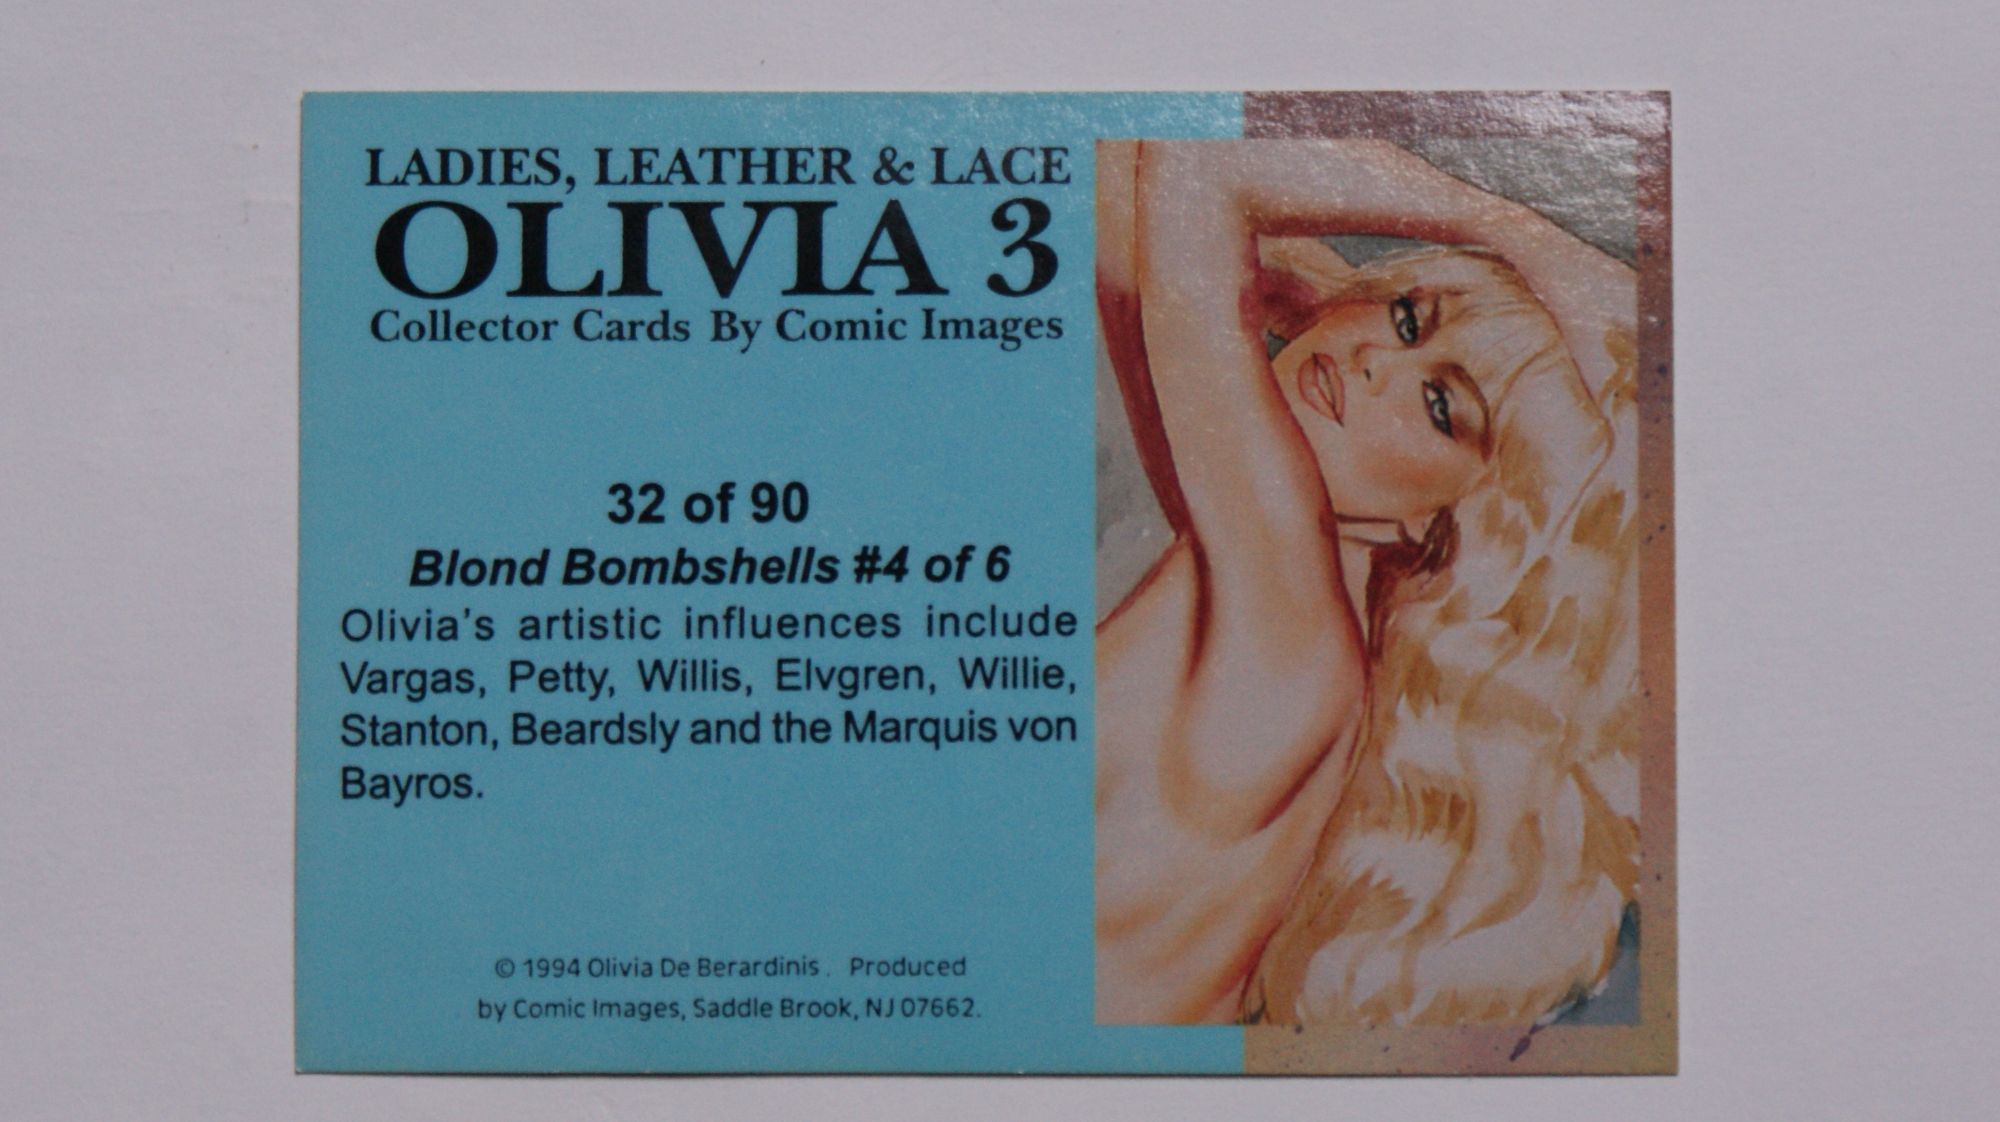 LADIES, LEATHER & LACE
OLIVIA 3
Collector Cards By Comic Images
32 of 90
Blond Bombshells #4 of 6
Olivia's artistic influences include
Vargas, Petty, Willis, Elvgren, Willie,
Stanton, Beardsly and the Marquis von
Bayros.
© 1994 Olivia De Berardinis. Produced
by Comic Images, Saddle Brook, NJ 07662.